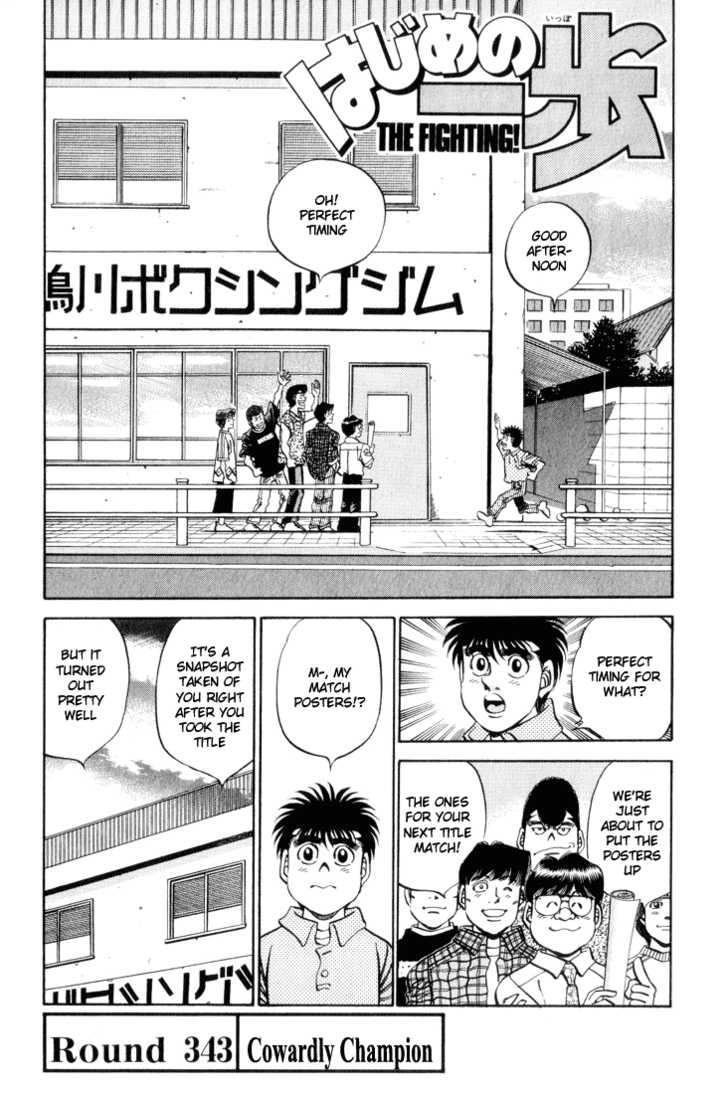 いっぽ
はじめの一歩
THE FIGHTING!
OH!
PERFECT
TIMING
GOOD
AFTER-
NOON
鴨川ボクシングジム
PERFECT
TIMING FOR
WHAT?
WE'RE
JUST
ABOUT TO
PUT THE
POSTERS
UP
THE ONES
FOR YOUR
NEXT TITLE
MATCH!
M-, MY
MATCH
POSTERS!?
IT'S A
SNAPSHOT
TAKEN OF
YOU RIGHT
AFTER YOU
TOOK THE
TITLE
BUT IT
TURNED
OUT
PRETTY
WELL
Round 343
Cowardly Champion